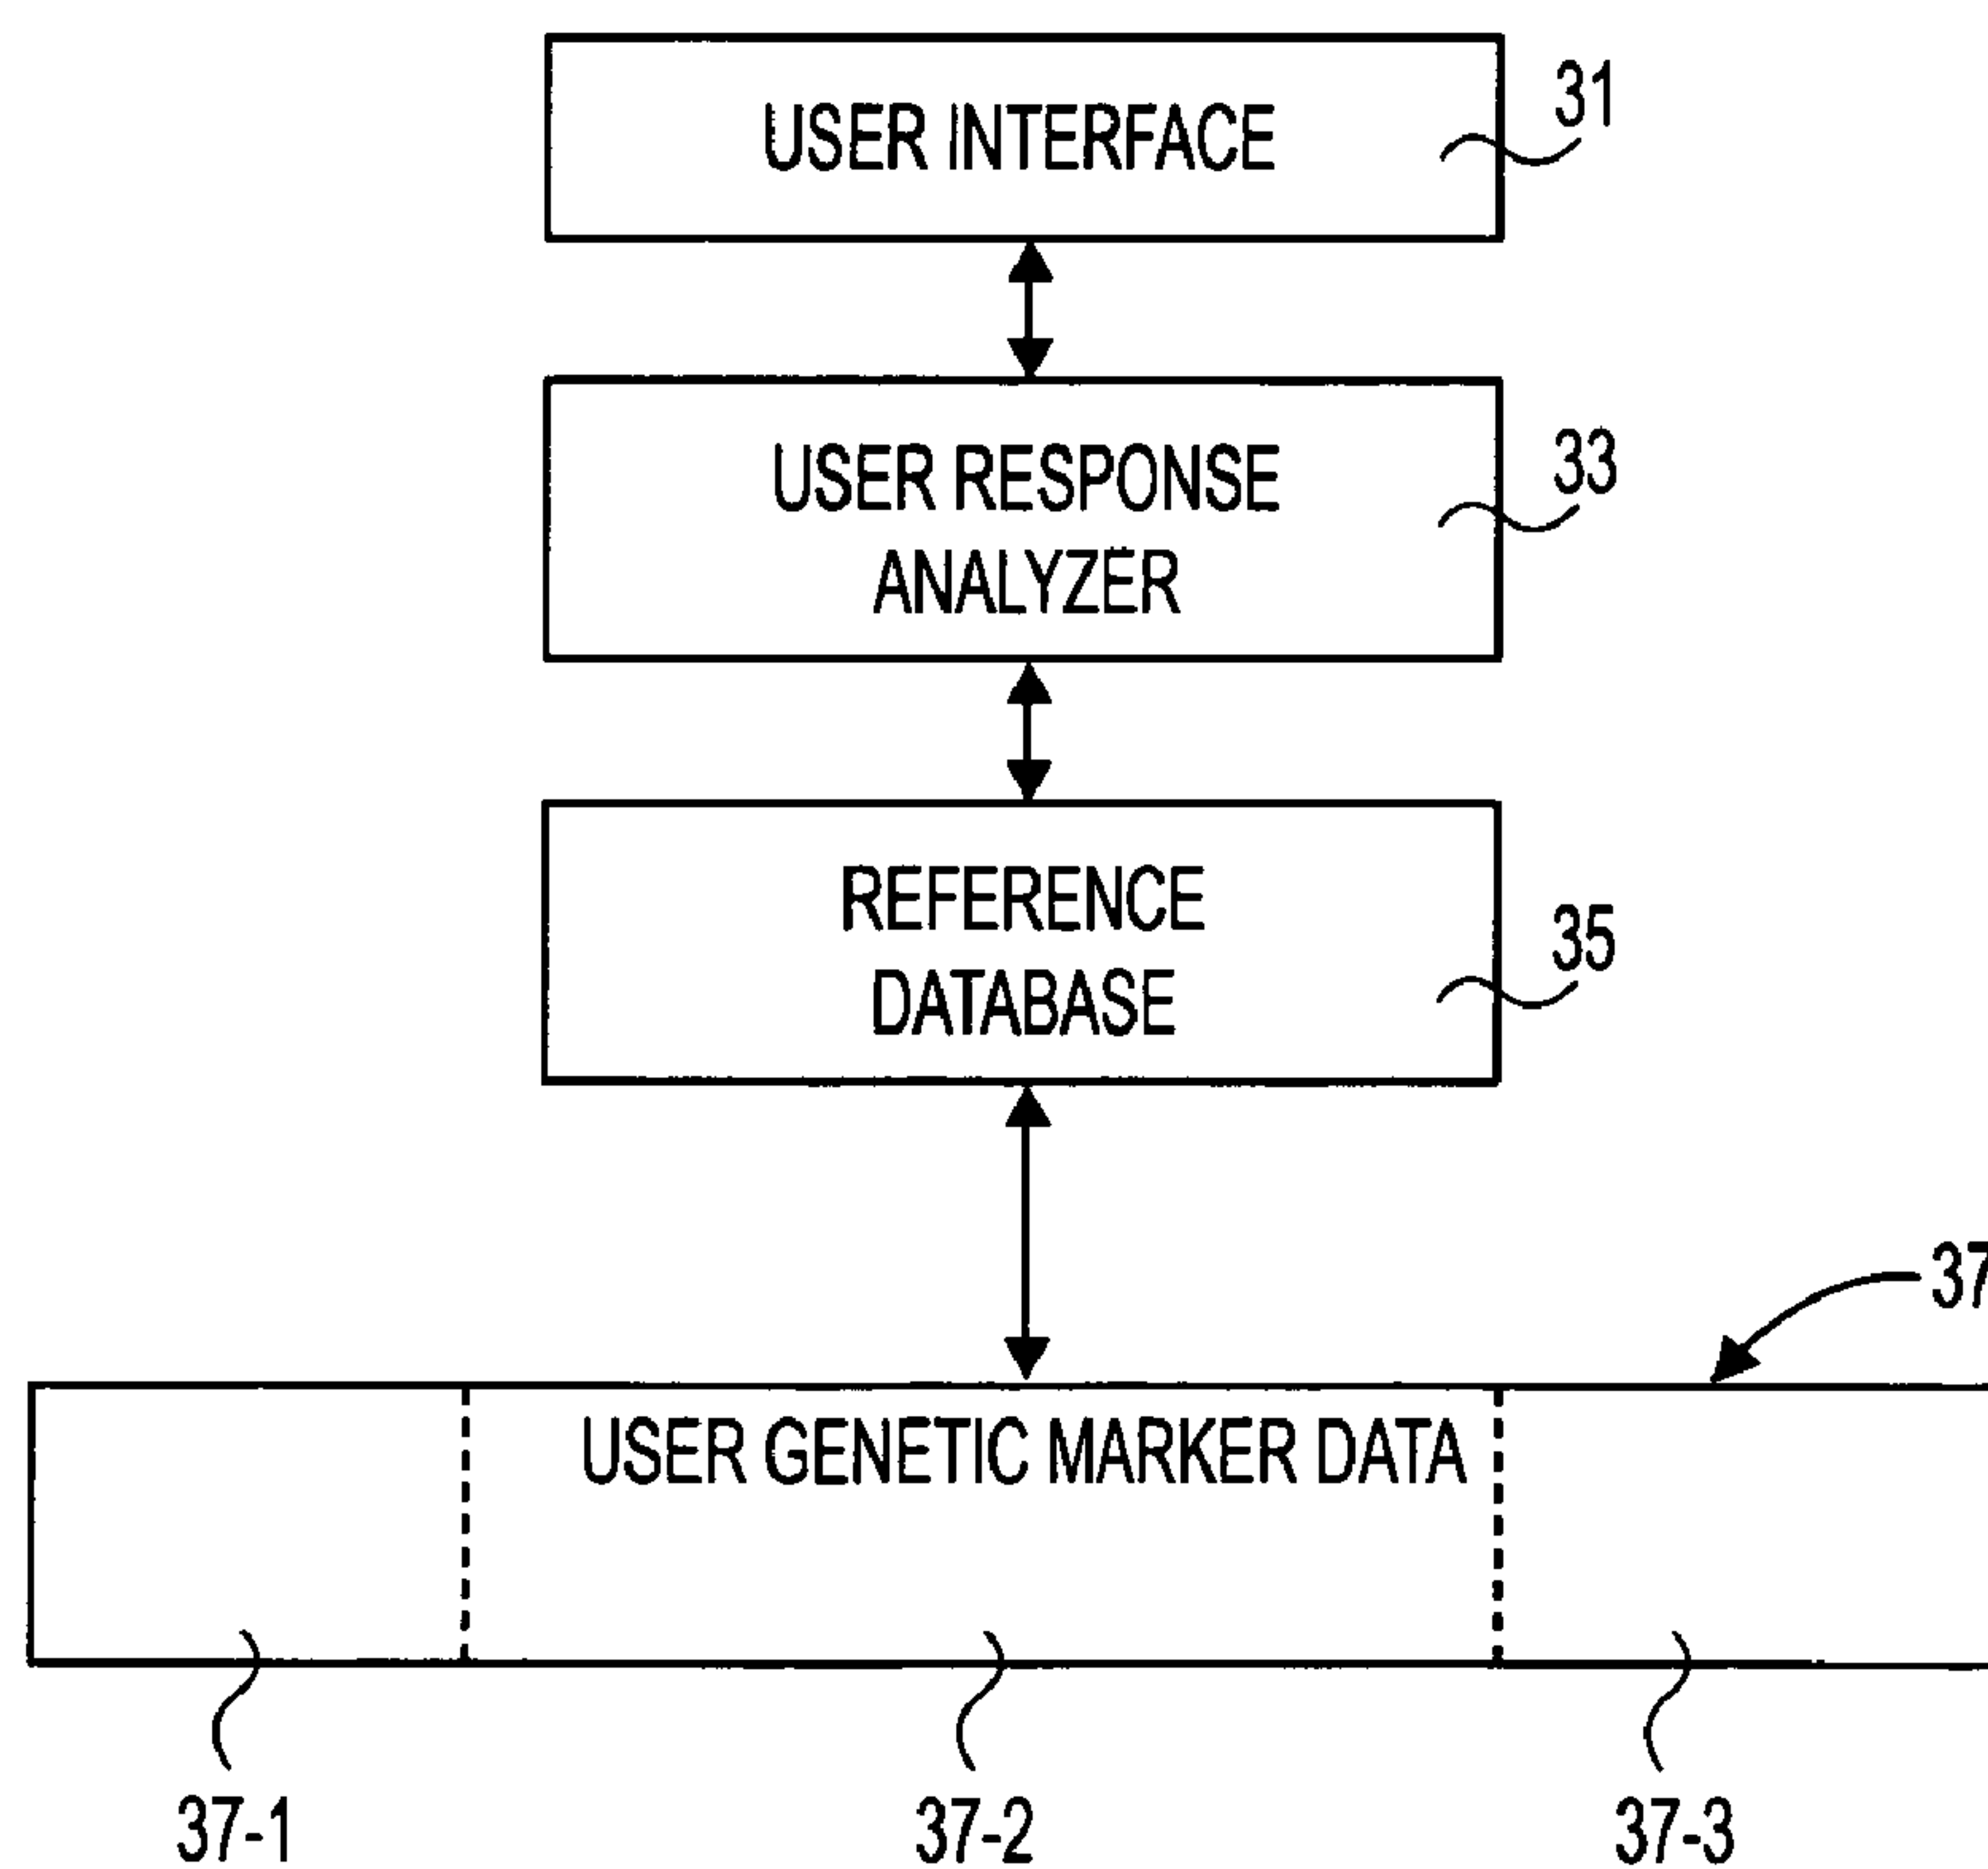 USER INTERFACE
31
USER RESPONSE
ANALYZER
33
REFERENCE
DATABASE
35
37
USER GENETIC MARKER DATA
37-1
37-2
37-3